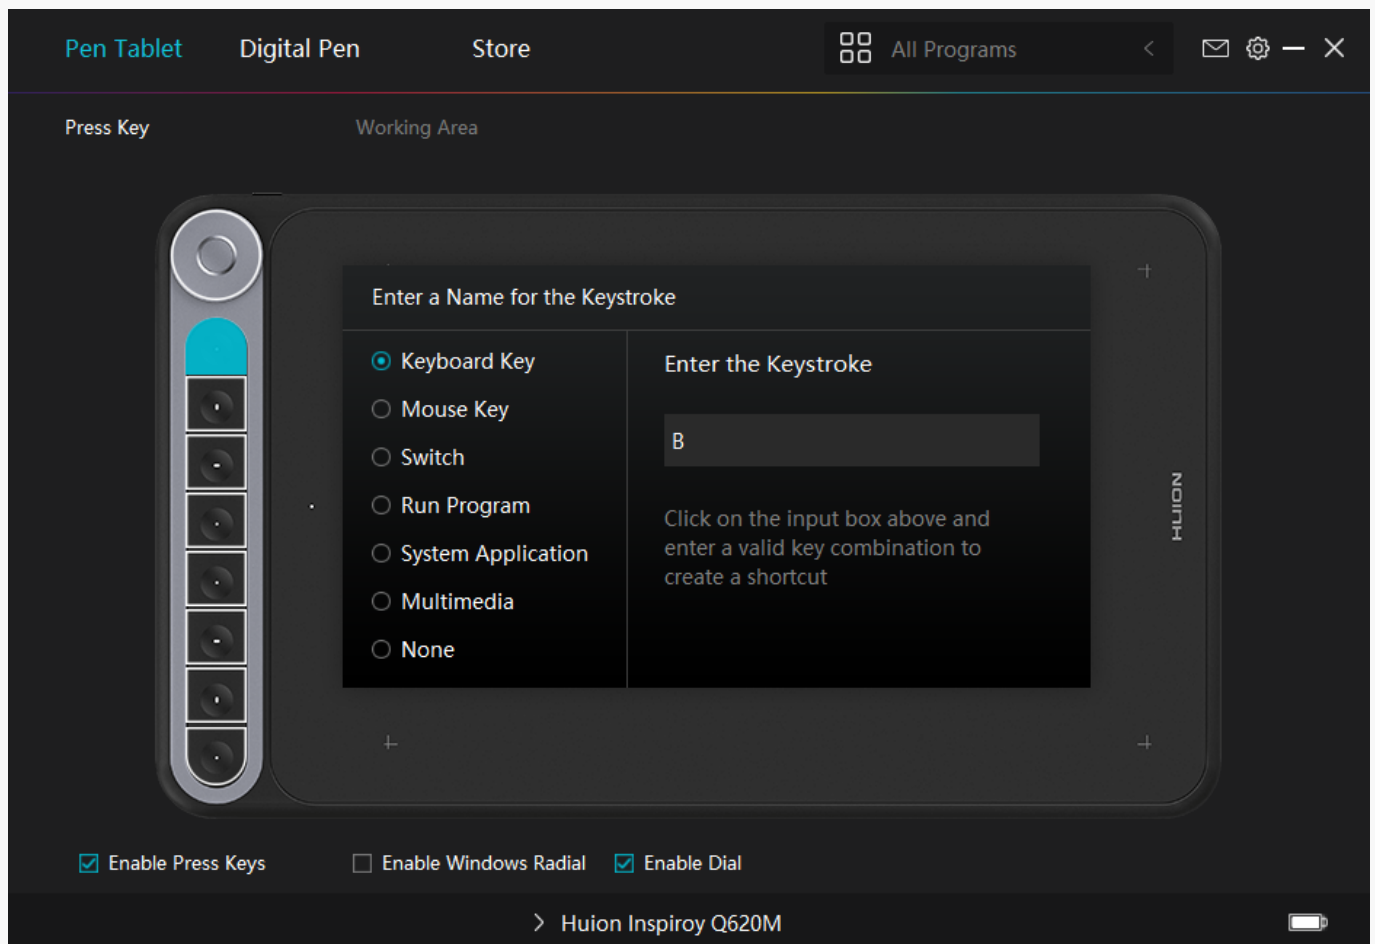 Pen Tablet
Digital Pen
Store
All Programs
Press Key
Working Area
Enter a Name for the Keystroke
Keyboard Key
Mouse Key
Switch
Run Program
System Application
Multimedia
None
Enter the Keystroke
B
Click on the input box above and
enter a valid key combination to
create a shortcut
HUION
Enable Press Keys
Enable Windows Radial
Enable Dial
Huion Inspiroy Q620M